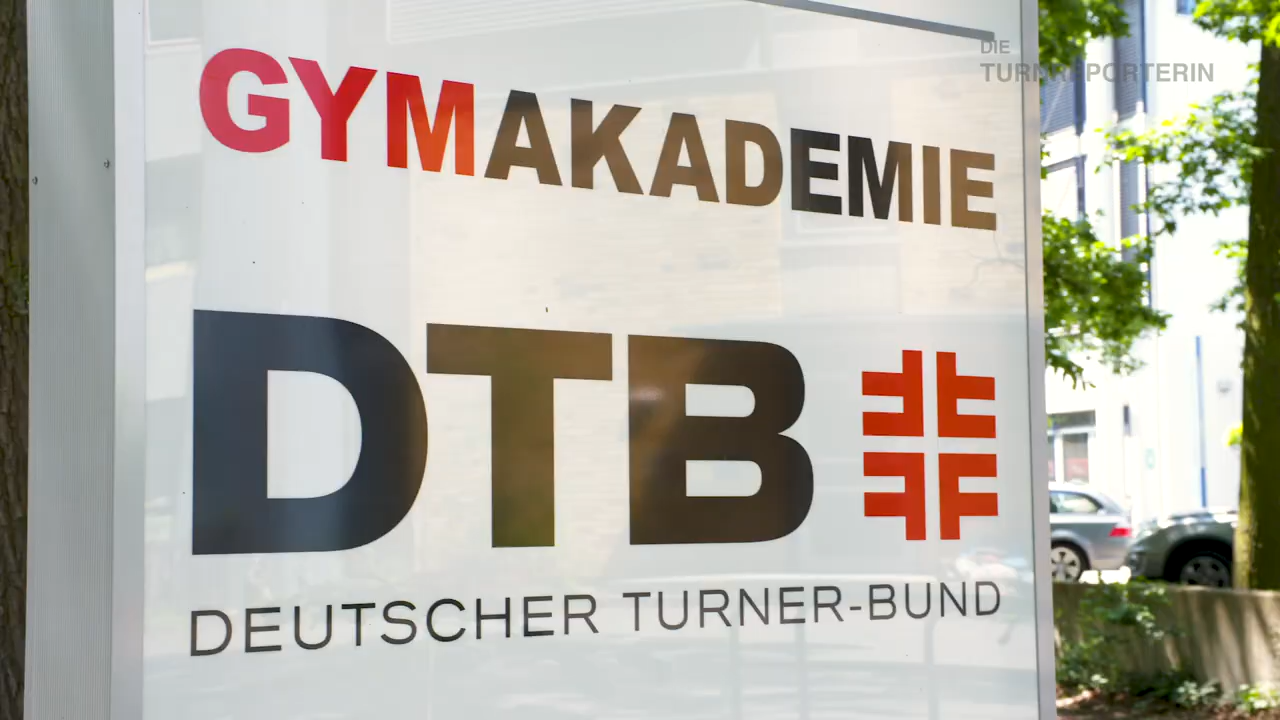 DIE
TURNREPORTERIN
GYMAKADEMIE
DTB
DEUTSCHER TURNER-BUND